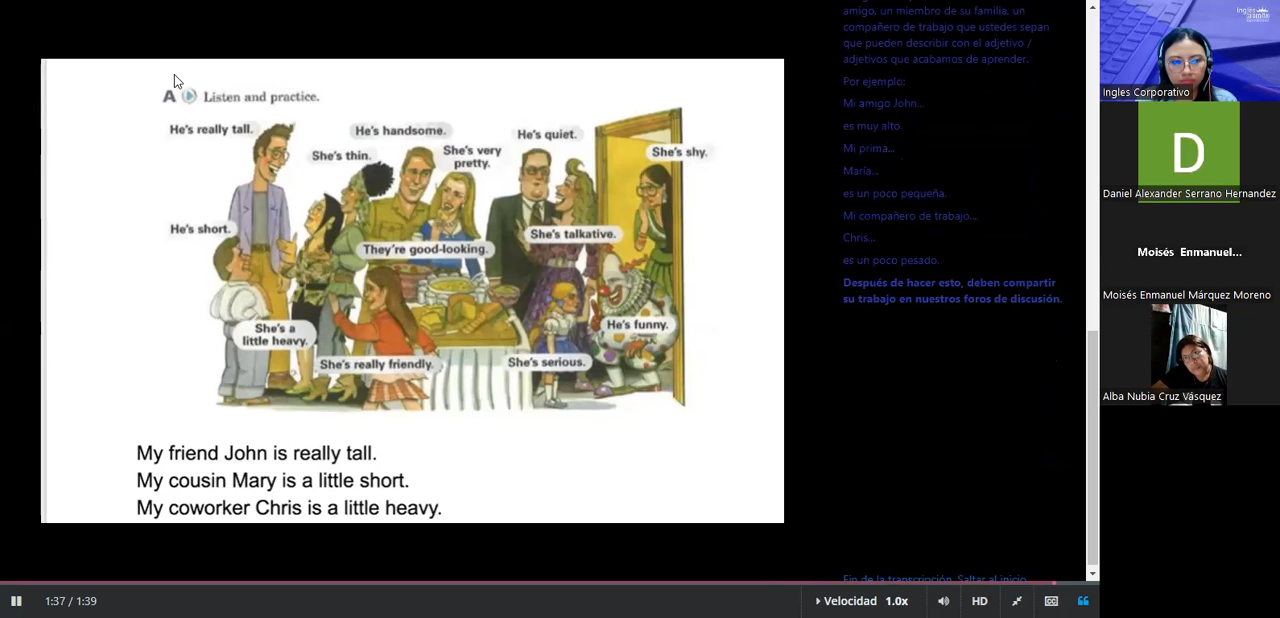 A Listen and practice.
He's really tall.
He's handsome.
She's thin.
She's very
pretty.
He's quiet.
She's shy.
He's short.
They're good-looking.
She's talkative.
She's a
little heavy.
She's really friendly.
She's serious.
He's funny.
My friend John is really tall.
My cousin Mary is a little short.
My coworker Chris is a little heavy.
amigo, un miembro de su familia, un
compañero de trabajo que ustedes sepan
que pueden describir con el adjetivo /
adjetivos que acabamos de aprender.
Por ejemplo:
Mi amigo John...
es muy alto.
Mi prima...
María...
es un poco pequeña.
Mi compañero de trabajo...
Chris...
es un poco pesado.
Después de hacer esto, deben compartir
su trabajo en nuestros foros de discusión.
Fin de la transcripción. Saltar al inicio.
1:37 / 1:39
Velocidad 1.0x
HD
CC
Ingles
Ingles Corporativo
D
Daniel Alexander Serrano Hernandez
Moisés Enmanuel...
Moisés Enmanuel Márquez Moreno
Alba Nubia Cruz Vásquez